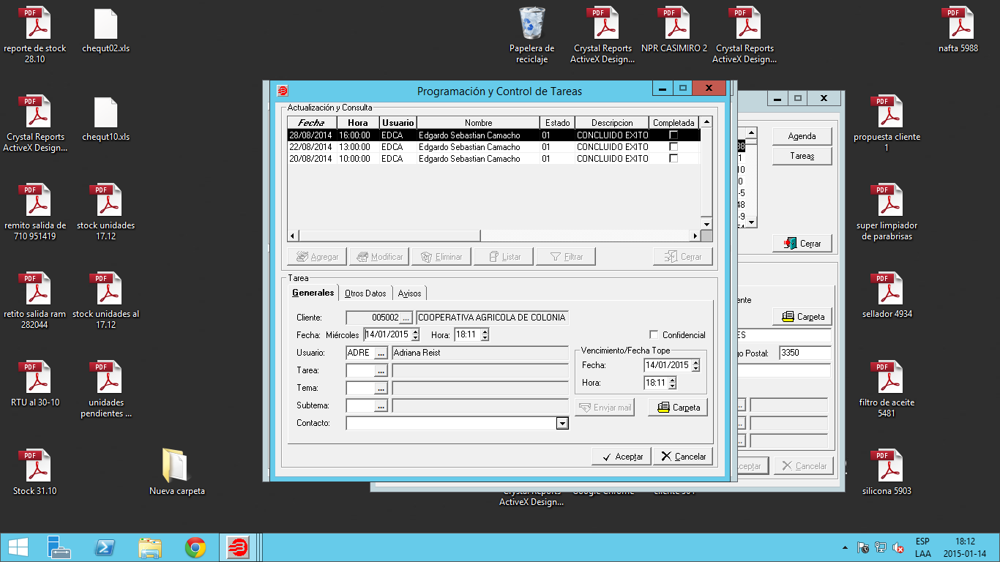 reporte de stock
28.10
chequt02.xls
Papelera de
reciclaje
Crystal Reports
ActiveX Design...
NPR CASIMIRO 2
Crystal Reports
ActiveX Design...
nafta 5988
Crystal Reports
ActiveX Design...
chequt10.xls
propuesta cliente
1
remito salida de
710 951419
stock unidades
17.12
super limpiador
de parabrisas
retito salida ram
282044
stock unidades al
17.12
sellador 4934
RTU al 30-10
unidades
pendientes ...
filtro de aceite
5481
Stock 31.10
Nueva carpeta
silicona 5903
Programación y Control de Tareas
Actualización y Consulta
Fecha Hora Usuario Nombre Estado Descripcion Completada
28/08/2014 16:00:00 EDCA Edgardo Sebastian Camacho 01 CONCLUIDO EXITO
22/08/2014 13:00:00 EDCA Edgardo Sebastian Camacho 01 CONCLUIDO EXITO
20/08/2014 10:00:00 EDCA Edgardo Sebastian Camacho 01 CONCLUIDO EXITO
Agregar Modificar Eliminar Listar Filtrar Cerrar
Tarea
Generales Otros Datos Avisos
Cliente: 005002 ... COOPERATIVA AGRICOLA DE COLONIA
Fecha: Miércoles 14/01/2015 Hora: 18:11 Confidencial
Usuario: ADRE ... Adriana Reist
Tarea: ...
Tema: ...
Subtema: ...
Contacto:
Vencimiento/Fecha Tope
Fecha: 14/01/2015
Hora: 18:11
Enviar mail Carpeta
Aceptar Cancelar
Agenda
Tareas
38
1
10
0
-5
48
-9
Cerrar
ente
Carpeta
ES
go Postal: 3350
ceptar Cancelar
Crystal Reports
ActiveX Design...
Google Chrome
cliente 501
ESP
LAA
18:12
2015-01-14